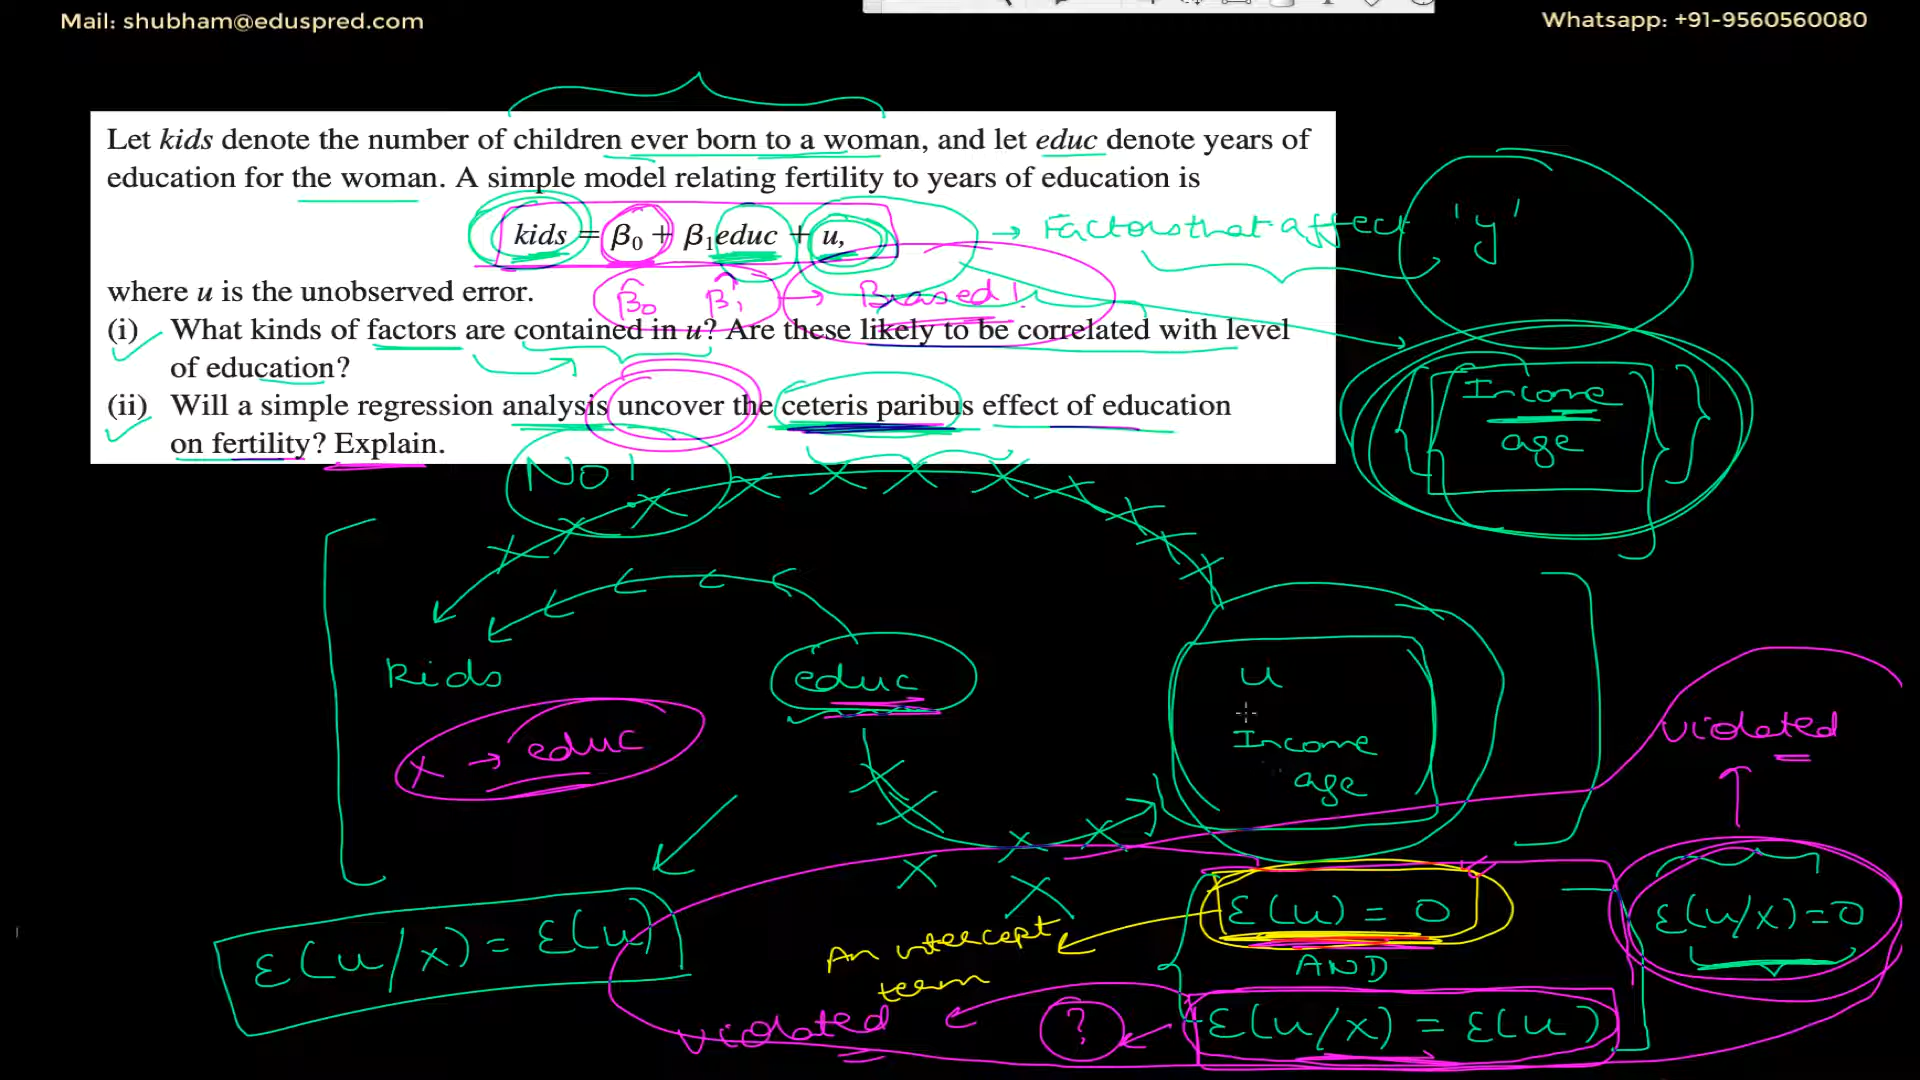 Mail: shubham@eduspred.com
Whatsapp: +91-9560560080
Let kids denote the number of children ever born to a woman, and let educ denote years of
education for the woman. A simple model relating fertility to years of education is
kids = β₀ + β₁educ + u,
→ Factors that affect 'y'
where u is the unobserved error.
β̂₀ β̂₁ → Biased!
(i) What kinds of factors are contained in u? Are these likely to be correlated with level
of education?
(ii) Will a simple regression analysis uncover the ceteris paribus effect of education
on fertility? Explain.
Income
age
NO!
kids
educ
u
Income
age
x → educ
violated
E(u/x) = E(u)
An intercept
term
E(u) = 0
AND
E(u/x) = E(u)
E(u/x)=0
violated
?